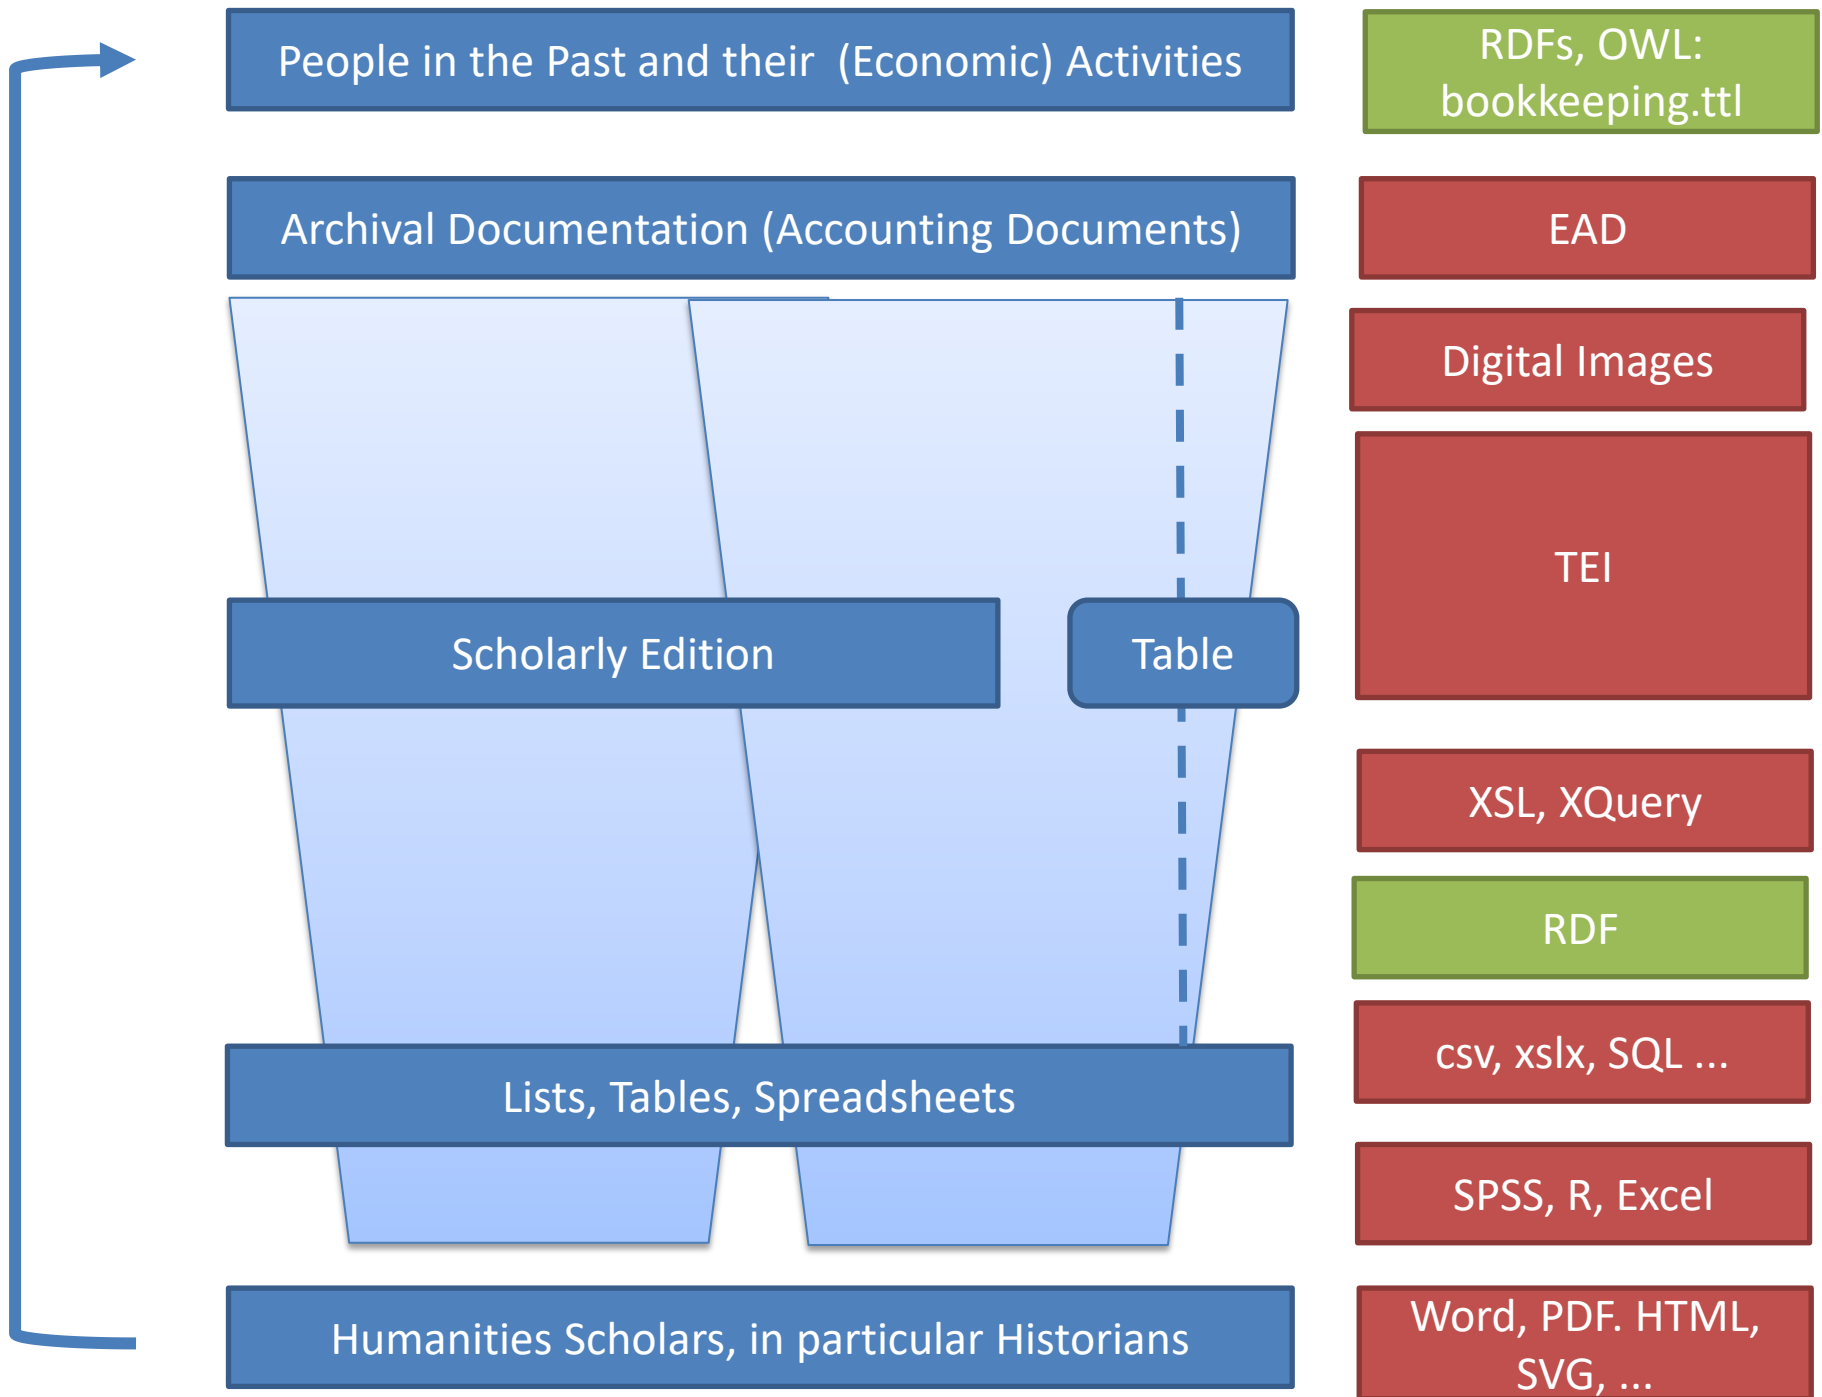 People in the Past and their  (Economic) Activities
RDFs, OWL:
bookkeeping.ttl
Archival Documentation (Accounting Documents)
EAD
Digital Images
TEI
Scholarly Edition
Table
XSL, XQuery
RDF
csv, xslx, SQL ...
Lists, Tables, Spreadsheets
SPSS, R, Excel
Humanities Scholars, in particular Historians
Word, PDF. HTML,
SVG, ...